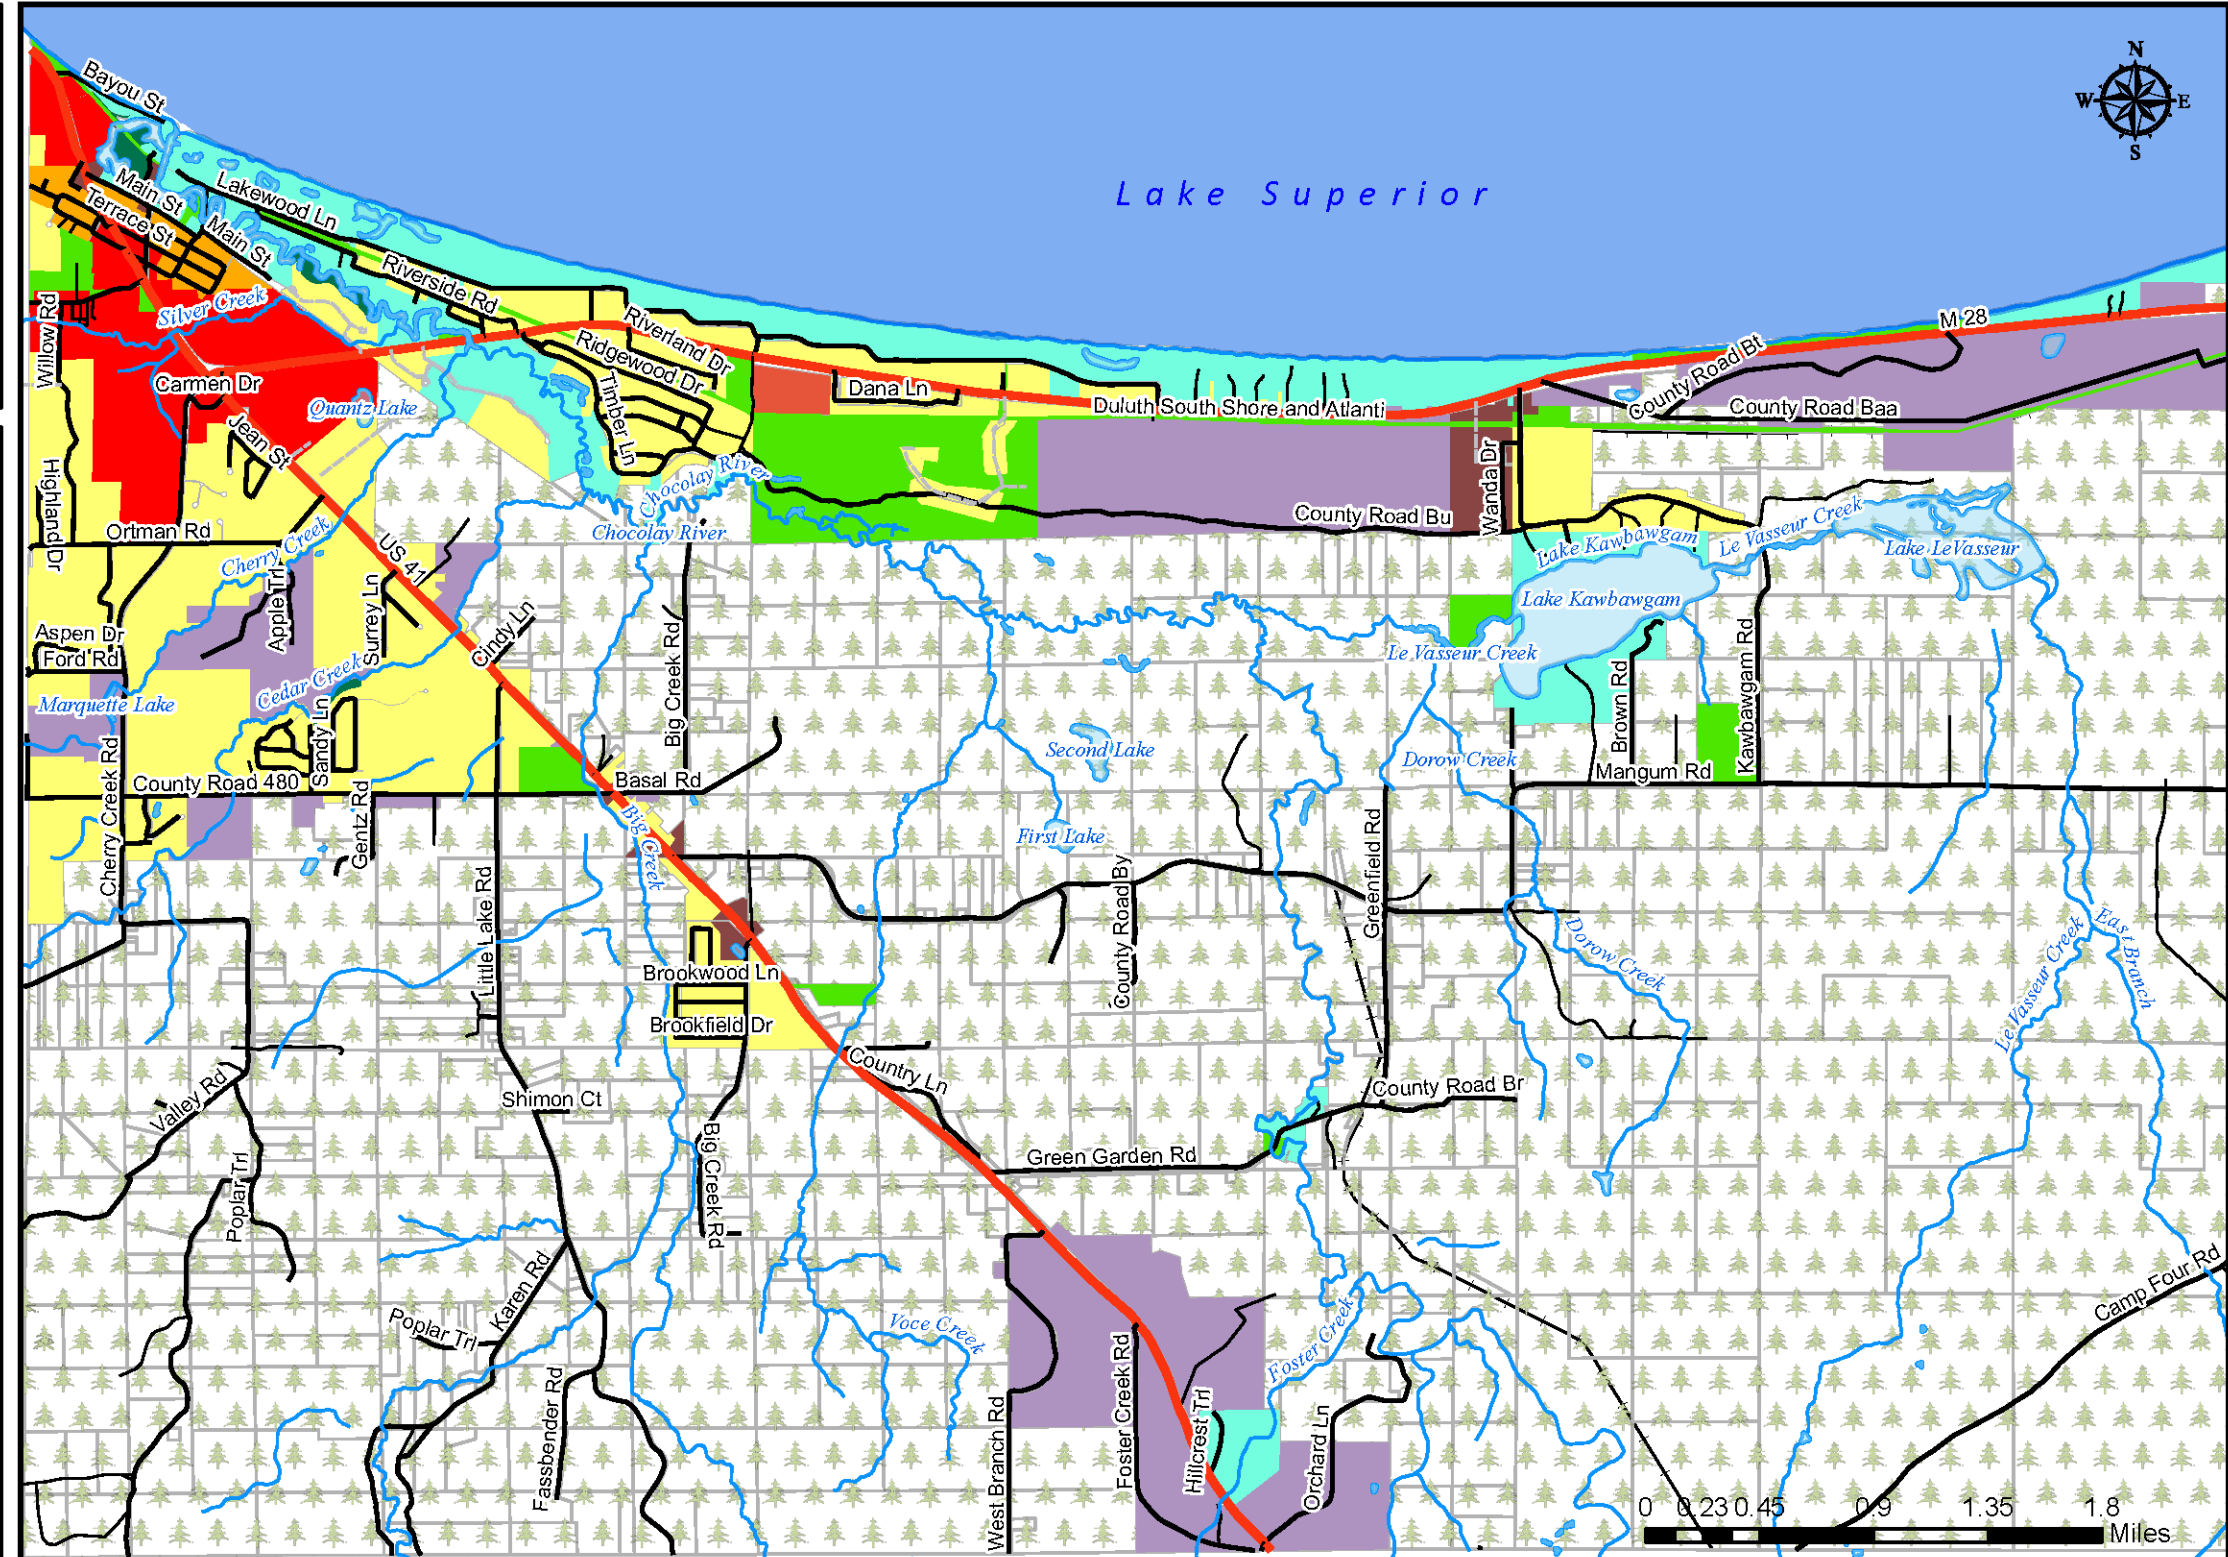 N
W
E
S
Bayou St
Lake Superior
Main St
Lakewood Ln
Terrace St
Main St
Riverside Rd
Silver Creek
Willow Rd
Riverland Dr
Ridgewood Dr
M 28
County Road Bt
Carmen Dr
Timber Ln
Dana Ln
Quantz Lake
Duluth South Shore and Atlanti
County Road Baa
Jean St
Highland Dr
Chocolay River
Wanda Dr
County Road Bu
Ortman Rd
Chocolay River
Cherry Creek
US 41
Lake Kawbawgam
Le Vasseur Creek
Lake LeVasseur
Apple Trl
Surrey Ln
Cindy Ln
Big Creek Rd
Lake Kawbawgam
Aspen Dr
Ford Rd
Le Vasseur Creek
Cedar Creek
Marquette Lake
Sandy Ln
Brown Rd
Kawbawgam Rd
Second Lake
Dorow Creek
Cherry Creek Rd
County Road 480
Basal Rd
Mangum Rd
Gentz Rd
Big Creek
First Lake
Greenfield Rd
County Road By
Little Lake Rd
Brookwood Ln
Dorow Creek
Le Vasseur Creek
East Branch
Brookfield Dr
Country Ln
Valley Rd
Shimon Ct
County Road Br
Big Creek Rd
Green Garden Rd
Poplar Trl
Karen Rd
Poplar Trl
Voce Creek
Foster Creek
Camp Four Rd
Fassbender Rd
West Branch Rd
Foster Creek Rd
Hillcrest Trl
Orchard Ln
0 0.23 0.45 0.9 1.35 1.8
Miles